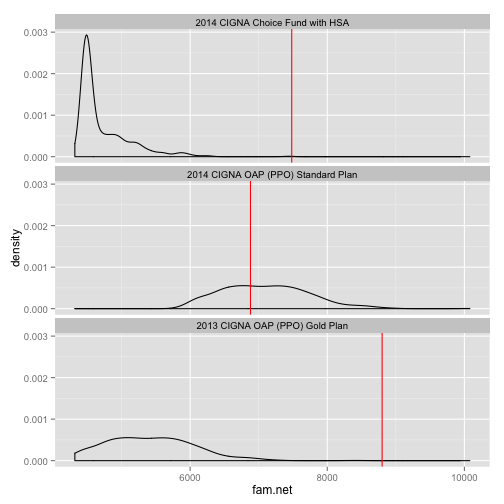 2014 CIGNA Choice Fund with HSA
0.003
0.002
0.001
0.000
2014 CIGNA OAP (PPO) Standard Plan
0.003
0.002
0.001
0.000
2013 CIGNA OAP (PPO) Gold Plan
0.003
0.002
0.001
0.000
density
6000 8000 10000
fam.net